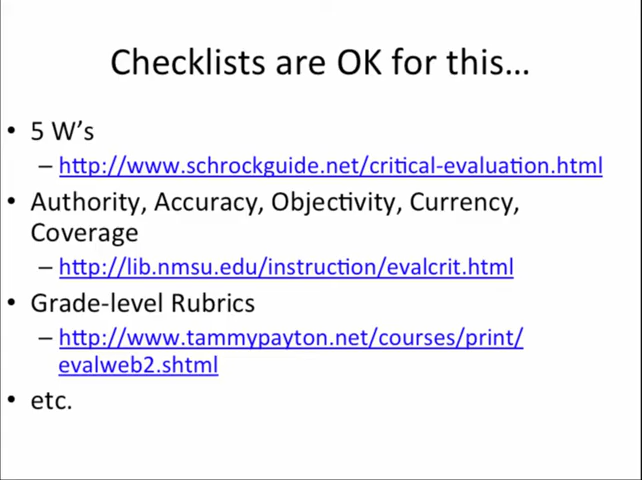 Checklists are OK for this…
• 5 W’s
– http://www.schrockguide.net/critical-evaluation.html
• Authority, Accuracy, Objectivity, Currency,
Coverage
– http://lib.nmsu.edu/instruction/evalcrit.html
• Grade-level Rubrics
– http://www.tammypayton.net/courses/print/
evalweb2.shtml
• etc.